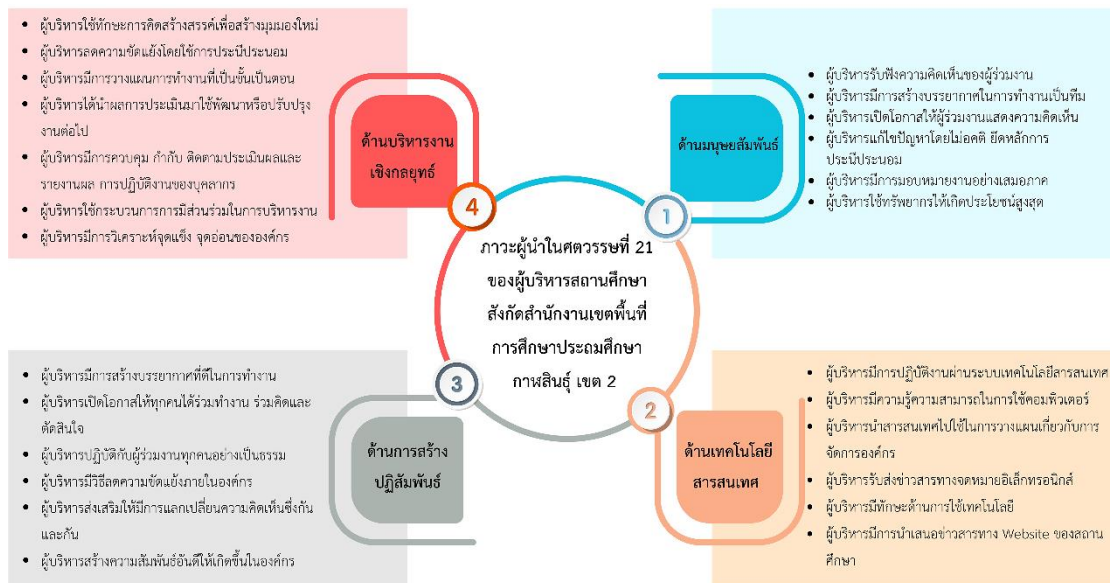 ผู้บริหารใช้ทักษะการคิดสร้างสรรค์เพื่อสร้างมุมมองใหม่
ผู้บริหารลดความขัดแย้งโดยใช้การประนีประนอม
ผู้บริหารมีการวางแผนการทำงานที่เป็นขั้นเป็นตอน
ผู้บริหารได้นำผลการประเมินมาใช้พัฒนาหรือปรับปรุง
งานต่อไป
ผู้บริหารมีการควบคุม กำกับ ติดตามประเมินผลและ
รายงานผล การปฏิบัติงานของบุคลากร
ผู้บริหารใช้กระบวนการการมีส่วนร่วมในการบริหารงาน
ผู้บริหารมีการวิเคราะห์จุดแข็ง จุดอ่อนขององค์กร
ด้านบริหารงาน
เชิงกลยุทธ์
4
ด้านมนุษยสัมพันธ์
1
ผู้บริหารรับฟังความคิดเห็นของผู้ร่วมงาน
ผู้บริหารมีการสร้างบรรยากาศในการทำงานเป็นทีม
ผู้บริหารเปิดโอกาสให้ผู้ร่วมงานแสดงความคิดเห็น
ผู้บริหารแก้ไขปัญหาโดยไม่อคติ ยึดหลักการ
ประนีประนอม
ผู้บริหารมีการมอบหมายงานอย่างเสมอภาค
ผู้บริหารใช้ทรัพยากรให้เกิดประโยชน์สูงสุด
ภาวะผู้นำในศตวรรษที่ 21
ของผู้บริหารสถานศึกษา
สังกัดสำนักงานเขตพื้นที่
การศึกษาประถมศึกษา
กาฬสินธุ์ เขต 2
ผู้บริหารมีการสร้างบรรยากาศที่ดีในการทำงาน
ผู้บริหารเปิดโอกาสให้ทุกคนได้ร่วมทำงาน ร่วมคิดและ
ตัดสินใจ
ผู้บริหารปฏิบัติกับผู้ร่วมงานทุกคนอย่างเป็นธรรม
ผู้บริหารมีวิธีลดความขัดแย้งภายในองค์กร
ผู้บริหารส่งเสริมให้มีการแลกเปลี่ยนความคิดเห็นซึ่งกัน
และกัน
ผู้บริหารสร้างความสัมพันธ์อันดีให้เกิดขึ้นในองค์กร
3
ด้านการสร้าง
ปฏิสัมพันธ์
2
ด้านเทคโนโลยี
สารสนเทศ
ผู้บริหารมีการปฏิบัติงานผ่านระบบเทคโนโลยีสารสนเทศ
ผู้บริหารมีความรู้ความสามารถในการใช้คอมพิวเตอร์
ผู้บริหารนำสารสนเทศไปใช้ในการวางแผนเกี่ยวกับการ
จัดการองค์กร
ผู้บริหารรับส่งข่าวสารทางจดหมายอิเล็กทรอนิกส์
ผู้บริหารมีทักษะด้านการใช้เทคโนโลยี
ผู้บริหารมีการนำเสนอข่าวสารทาง Website ของสถาน
ศึกษา